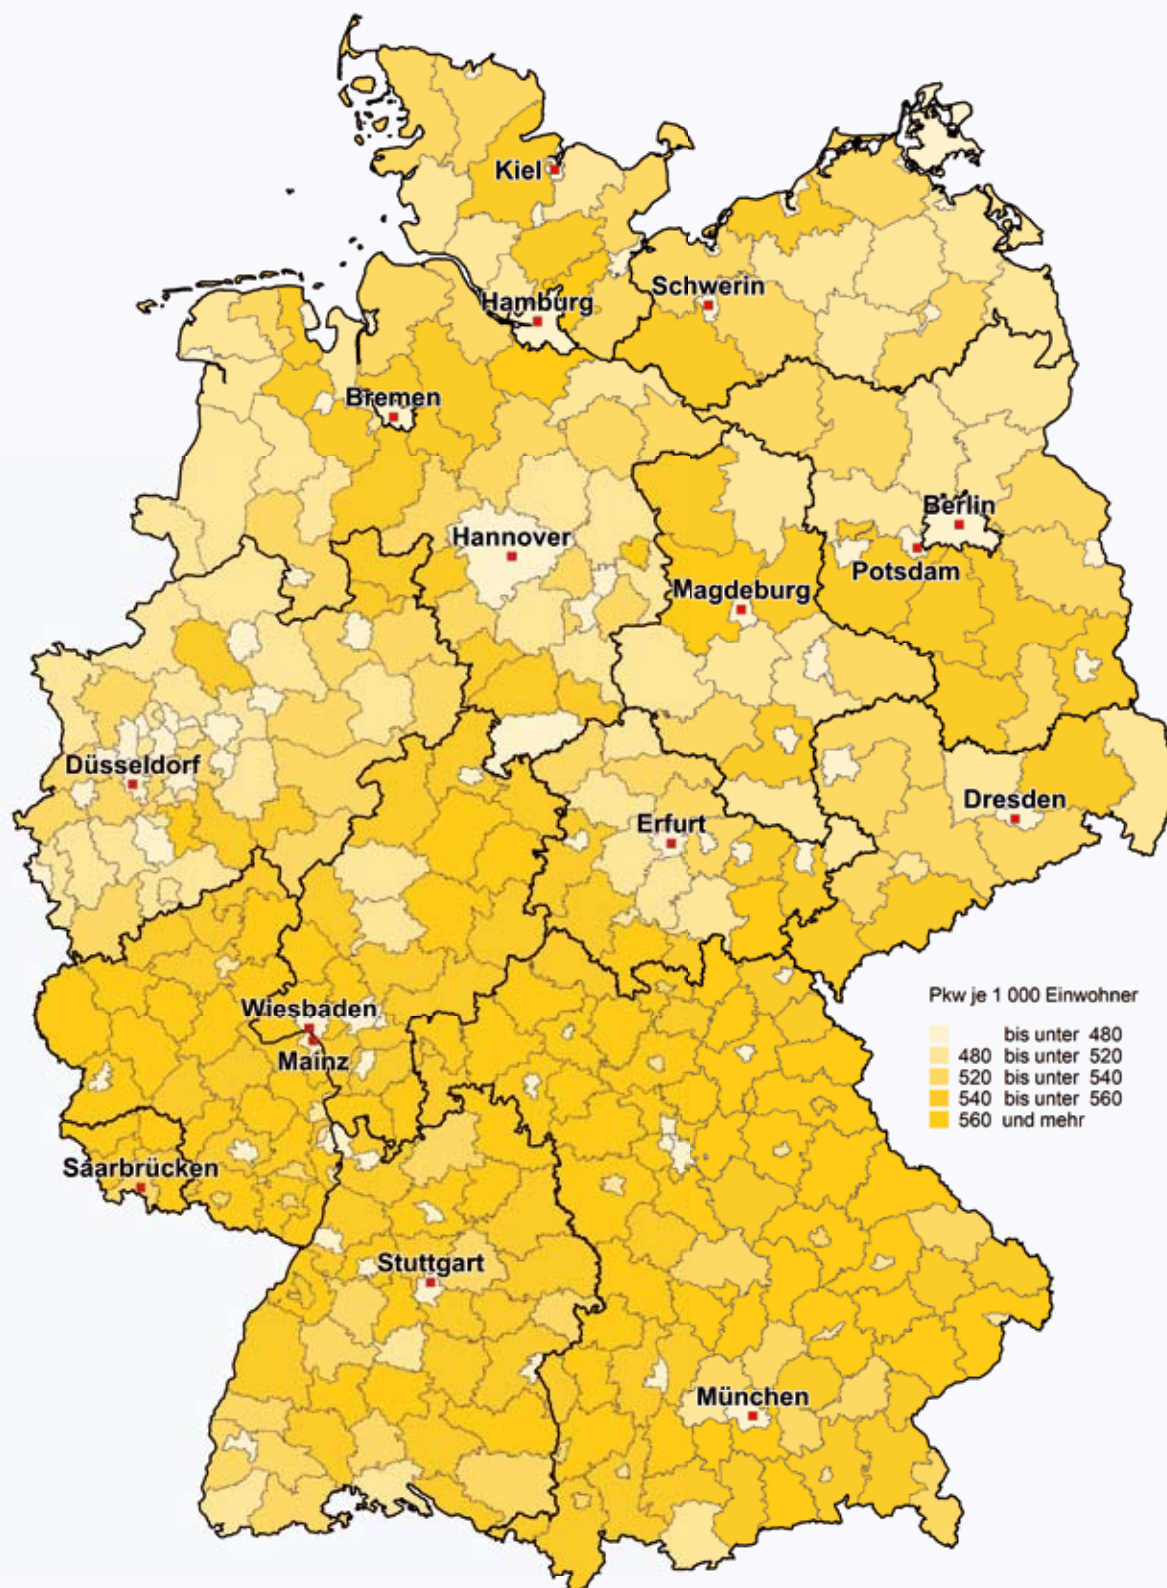 Kiel
Schwerin
Hamburg
Bremen
Berlin
Hannover
Potsdam
Magdeburg
Düsseldorf
Dresden
Erfurt
Pkw je 1 000 Einwohner
bis unter 480
480 bis unter 520
520 bis unter 540
540 bis unter 560
560 und mehr
Wiesbaden
Mainz
Saarbrücken
Stuttgart
München